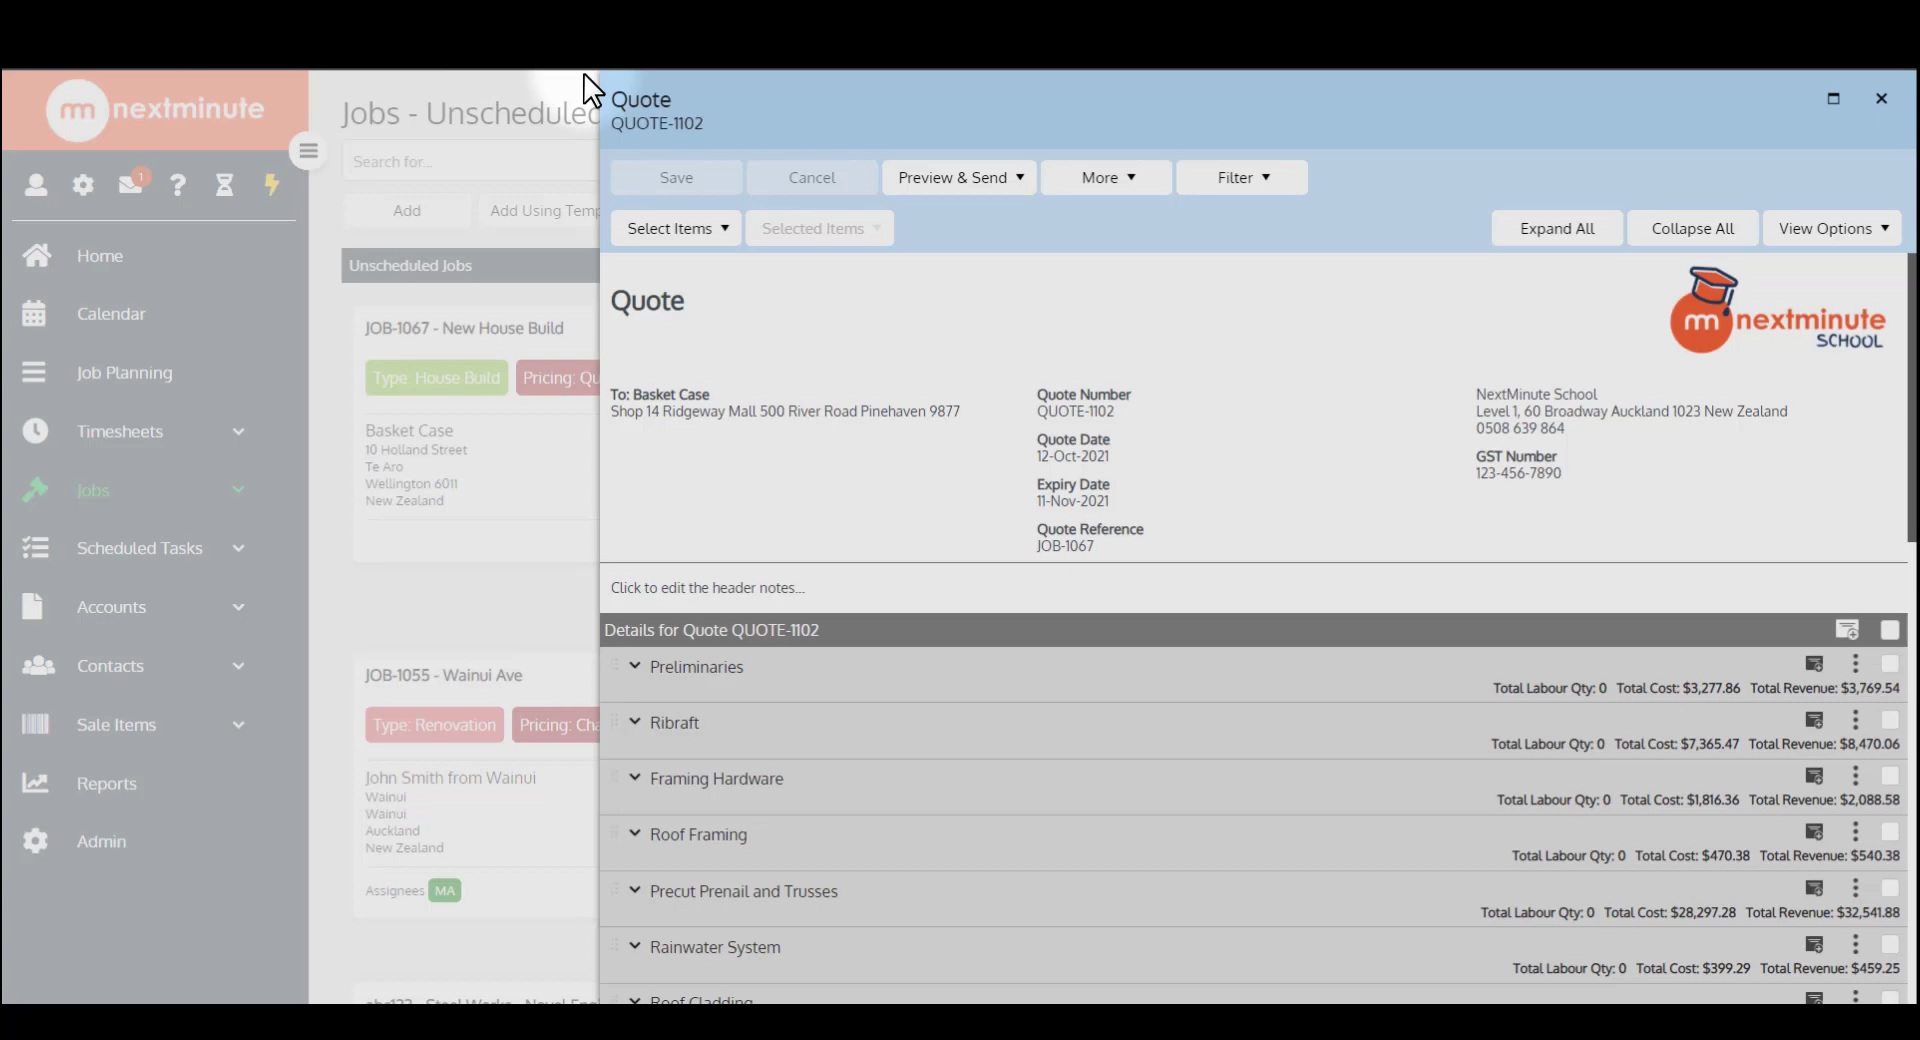 nextminute
1
Home
Calendar
Job Planning
Timesheets
Jobs
Scheduled Tasks
Accounts
Contacts
Sale Items
Reports
Admin
Jobs - Unscheduled
Search for...
Add
Add Using Temp
Unscheduled Jobs
JOB-1067 - New House Build
Type: House Build
Pricing: Qu
Basket Case
10 Holland Street
Te Aro
Wellington 6011
New Zealand
JOB-1055 - Wainui Ave
Type: Renovation
Pricing: Cha
John Smith from Wainui
Wainui
Wainui
Auckland
New Zealand
Assignees MA
Quote
QUOTE-1102
Save
Cancel
Preview & Send
More
Filter
Select Items
Selected Items
Expand All
Collapse All
View Options
Quote
nextminute
SCHOOL
To: Basket Case
Shop 14 Ridgeway Mall 500 River Road Pinehaven 9877
Quote Number
QUOTE-1102
Quote Date
12-Oct-2021
Expiry Date
11-Nov-2021
Quote Reference
JOB-1067
NextMinute School
Level 1, 60 Broadway Auckland 1023 New Zealand
0508 639 864
GST Number
123-456-7890
Click to edit the header notes...
Details for Quote QUOTE-1102
Preliminaries
Total Labour Qty: 0 Total Cost: $3,277.86 Total Revenue: $3,769.54
Ribraft
Total Labour Qty: 0 Total Cost: $7,365.47 Total Revenue: $8,470.06
Framing Hardware
Total Labour Qty: 0 Total Cost: $1,816.36 Total Revenue: $2,088.58
Roof Framing
Total Labour Qty: 0 Total Cost: $470.38 Total Revenue: $540.38
Precut Prenail and Trusses
Total Labour Qty: 0 Total Cost: $28,297.28 Total Revenue: $32,541.88
Rainwater System
Total Labour Qty: 0 Total Cost: $399.29 Total Revenue: $459.25
Roof Cladding